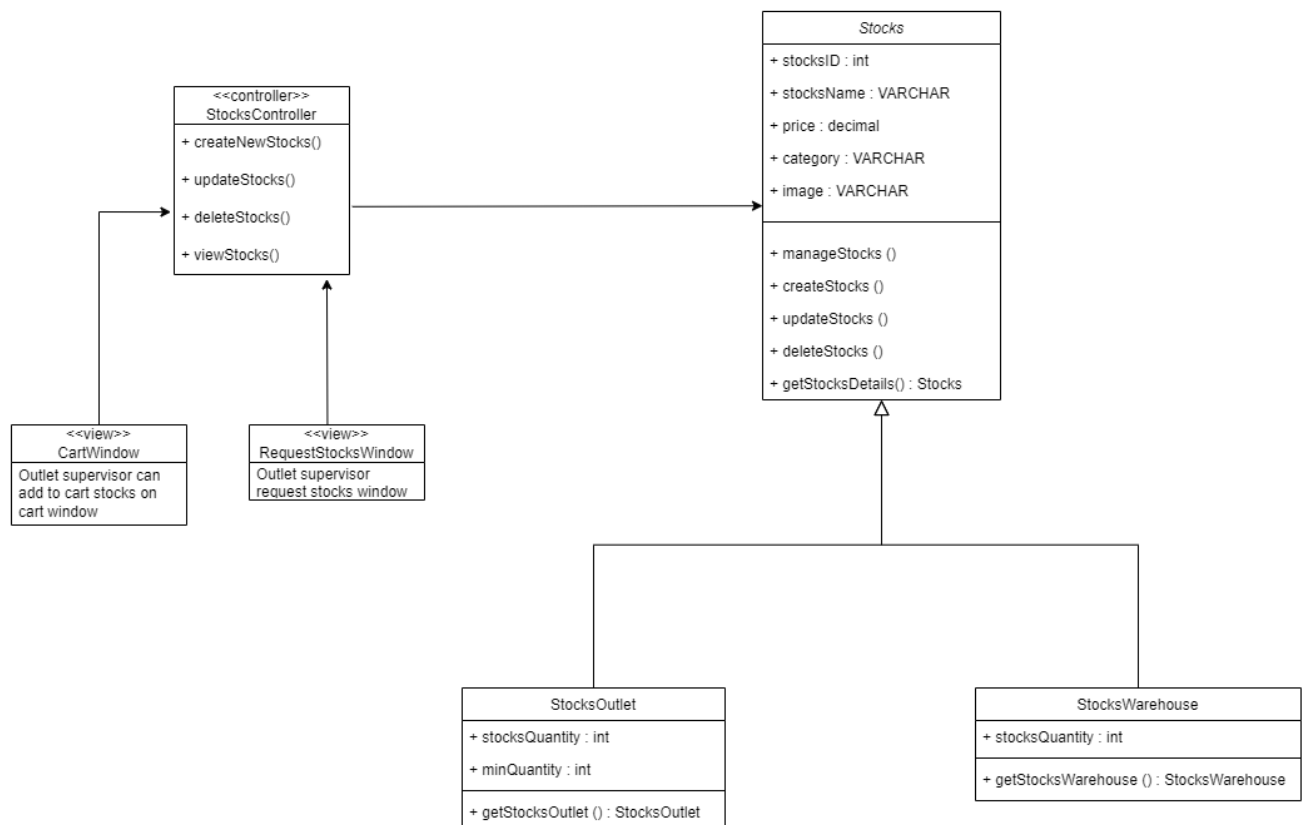 Stocks
+ stocksID : int
+ stocksName : VARCHAR
+ price : decimal
+ category : VARCHAR
+ image : VARCHAR
+ manageStocks ()
+ createStocks ()
+ updateStocks ()
+ deleteStocks ()
+ getStocksDetails() : Stocks
<<controller>>
StocksController
+ createNewStocks()
+ updateStocks()
+ deleteStocks()
+ viewStocks()
<<view>>
CartWindow
Outlet supervisor can
add to cart stocks on
cart window
<<view>>
RequestStocksWindow
Outlet supervisor
request stocks window
StocksOutlet
+ stocksQuantity : int
+ minQuantity : int
+ getStocksOutlet () : StocksOutlet
StocksWarehouse
+ stocksQuantity : int
+ getStocksWarehouse () : StocksWarehouse